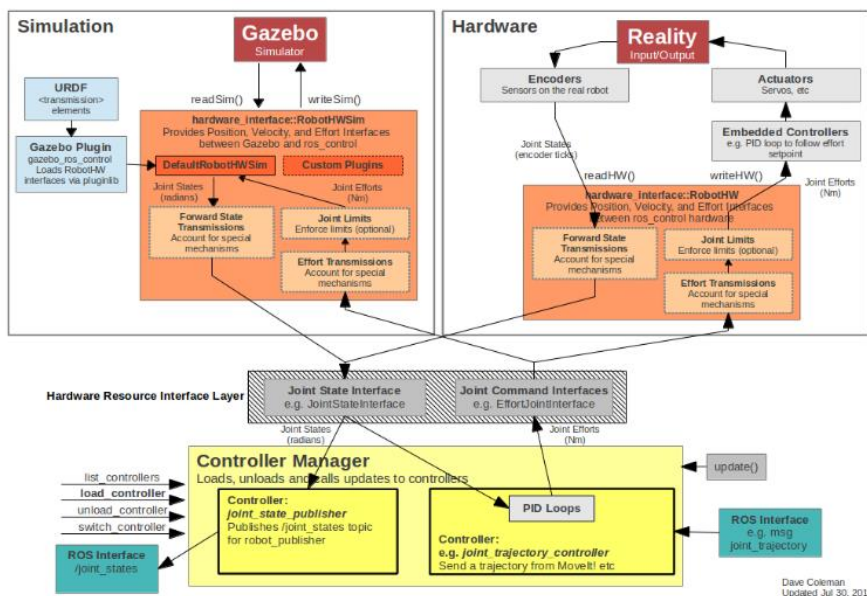 Simulation
Gazebo
Simulator
URDF
<transmission>
elements
readSim()
writeSim()
Gazebo Plugin
gazebo_ros_control
Loads RobotHW
interfaces via pluginlib
hardware_interface::RobotHWSim
Provides Position, Velocity, and Effort Interfaces
between Gazebo and ros_control
DefaultRobotHWSim
Custom Plugins
Joint States
(radians)
Joint Efforts
(Nm)
Forward State
Transmissions
Account for special
mechanisms
Joint Limits
Enforce limits (optional)
Effort Transmissions
Account for special
mechanisms
Hardware
Reality
Input/Output
Encoders
Sensors on the real robot
Actuators
Servos, etc
Embedded Controllers
e.g. PID loop to follow effort
setpoint
Joint States
(encoder ticks)
readHW()
writeHW()
Joint Efforts
(Nm)
hardware_interface::RobotHW
Provides Position, Velocity, and Effort Interfaces
between ros_control hardware
Forward State
Transmissions
Account for special
mechanisms
Joint Limits
Enforce limits (optional)
Effort Transmissions
Account for special
mechanisms
Hardware Resource Interface Layer
Joint State Interface
e.g. JointStateInterface
Joint Command Interfaces
e.g. EffortJointInterface
Joint States
(radians)
Joint Efforts
(Nm)
Controller Manager
Loads, unloads and calls updates to controllers
update()
list_controllers
load_controller
unload_controller
switch_controller
Controller:
joint_state_publisher
Publishes /joint_states topic
for robot_publisher
PID Loops
Controller:
e.g. joint_trajectory_controller
Send a trajectory from MoveIt! etc
ROS Interface
/joint_states
ROS Interface
e.g. msg
joint_trajectory
Dave Coleman
Updated Jul 30, 201